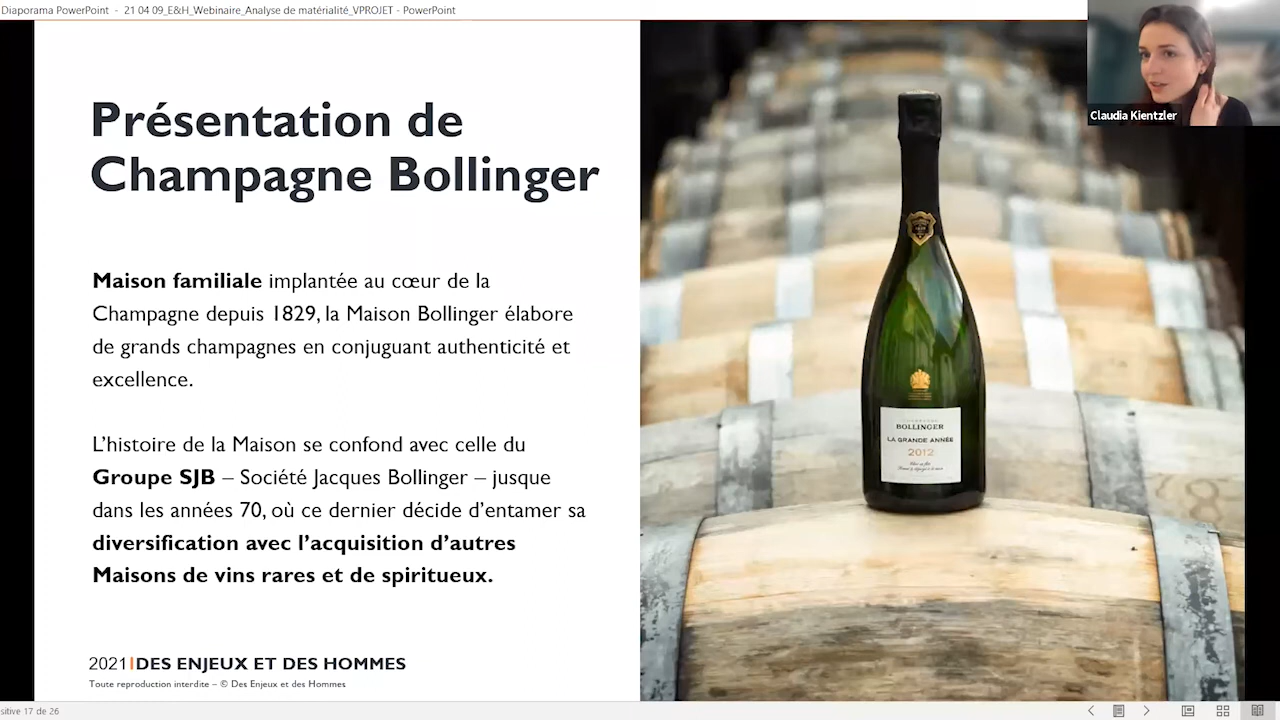 Diaporama PowerPoint - 21 04 09_E&H_Webinaire_Analyse de matérialité_VPROJET - PowerPoint
Claudia Kientzler
Présentation de
Champagne Bollinger
Maison familiale implantée au cœur de la
Champagne depuis 1829, la Maison Bollinger élabore
de grands champagnes en conjuguant authenticité et
excellence.
L’histoire de la Maison se confond avec celle du
Groupe SJB – Société Jacques Bollinger – jusque
dans les années 70, où ce dernier décide d’entamer sa
diversification avec l’acquisition d’autres
Maisons de vins rares et de spiritueux.
BOLLINGER
LA GRANDE ANNÉE
2012
2021 | DES ENJEUX ET DES HOMMES
Toute reproduction interdite – © Des Enjeux et des Hommes
sitive 17 de 26